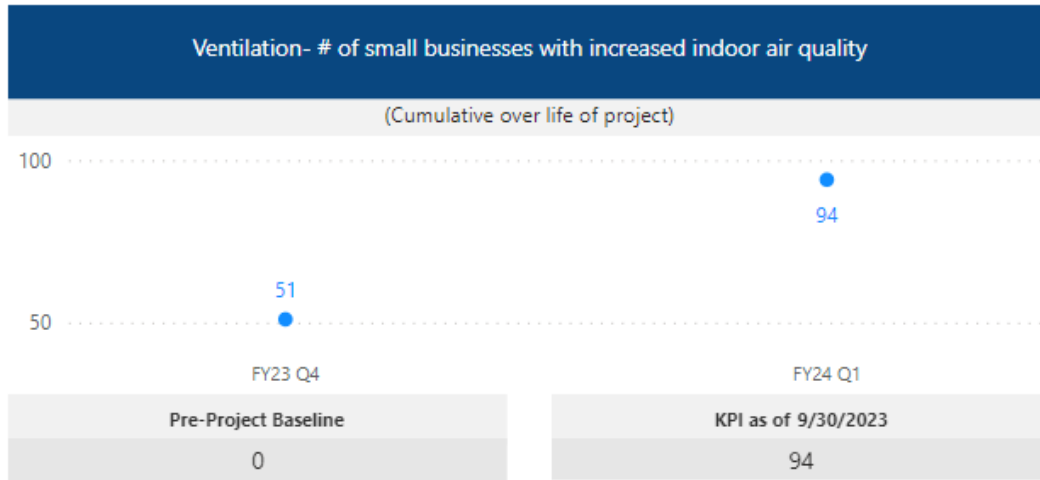 Ventilation- # of small businesses with increased indoor air quality
(Cumulative over life of project)
100
94
51
50
FY23 Q4 FY24 Q1
Pre-Project Baseline KPI as of 9/30/2023
0 94